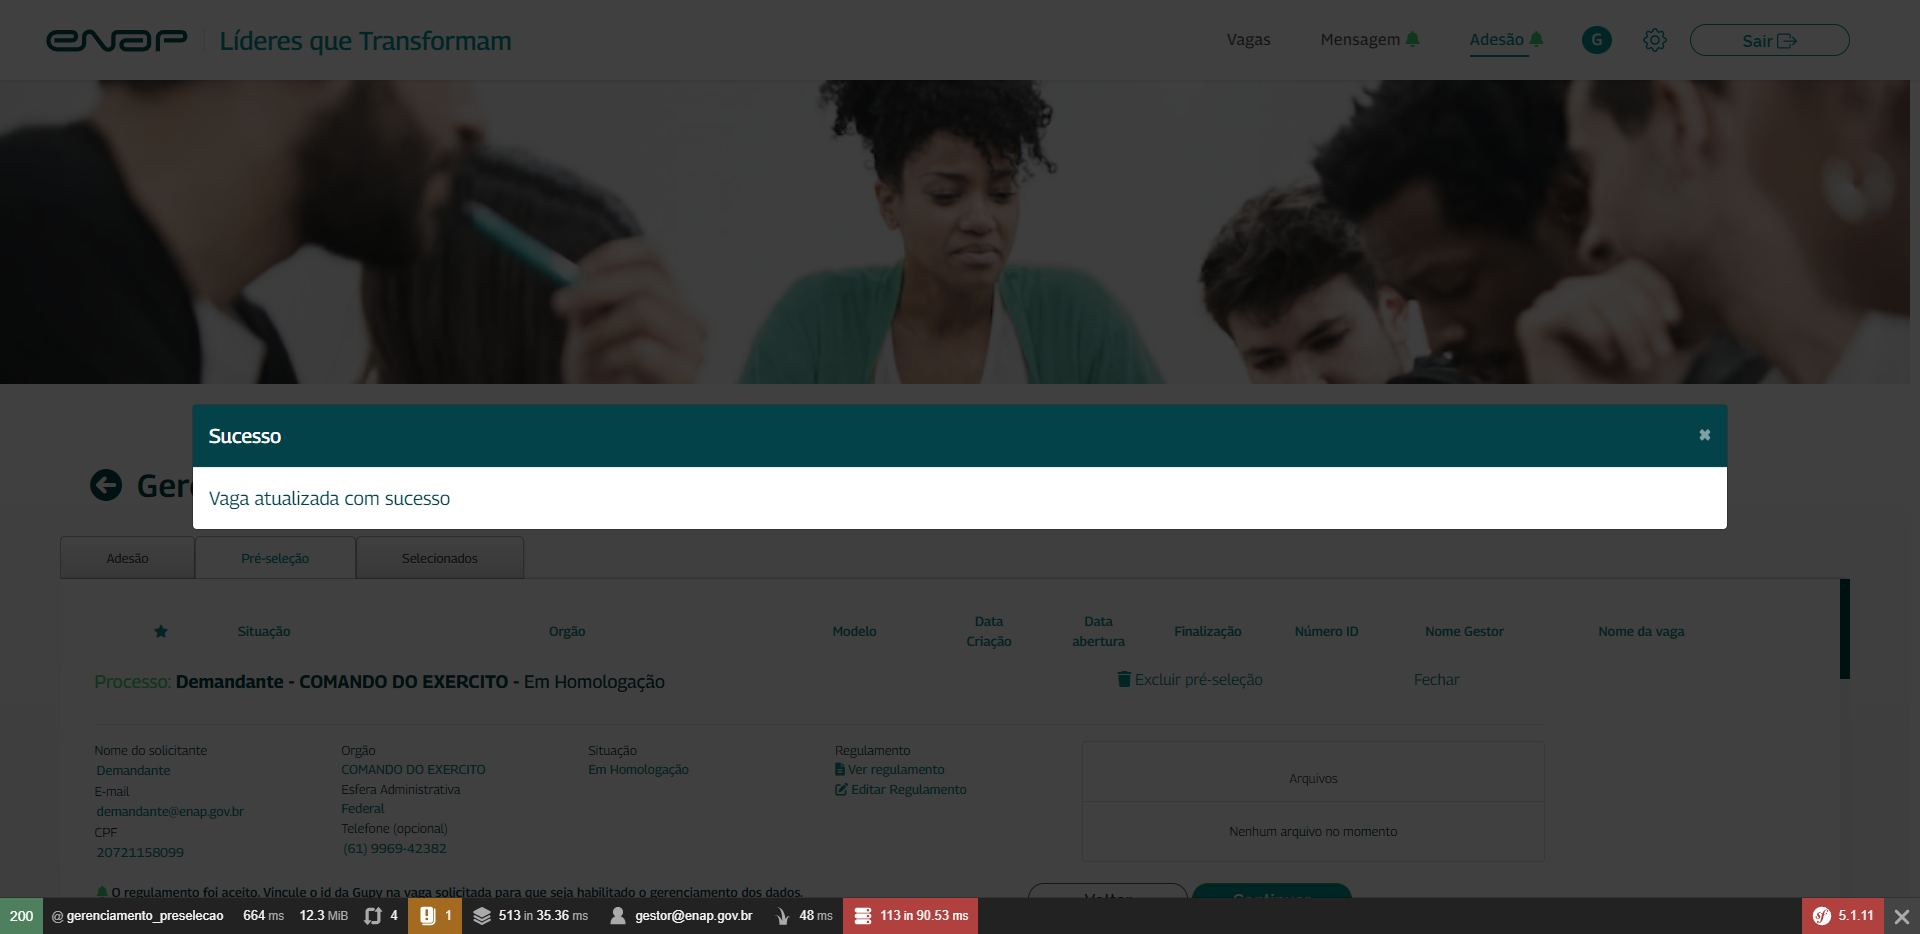 enap Líderes que Transformam Vagas Mensagem Adesão G Sair
Sucesso ✖
Vaga atualizada com sucesso
Adesão Pré-seleção Selecionados
Situação Orgão Modelo Data Criação Data abertura Finalização Número ID Nome Gestor Nome da vaga
Processo: Demandante - COMANDO DO EXERCITO - Em Homologação Excluir pré-seleção Fechar
Nome do solicitante Orgão Situação Regulamento
Demandante COMANDO DO EXERCITO Em Homologação Ver regulamento Arquivos
E-mail Esfera Administrativa Editar Regulamento
demandante@enap.gov.br Federal
CPF Telefone (opcional) Nenhum arquivo no momento
20721158099 (61) 9969-42382
O regulamento foi aceito. Vincule o id da Gupy na vaga solicitada para que seja habilitado o gerenciamento dos dados.
Voltar Continuar
200 @ gerenciamento_preselecao 664 ms 12.3 MiB 4 1 513 in 35.36 ms gestor@enap.gov.br 48 ms 113 in 90.53 ms sf 5.1.11